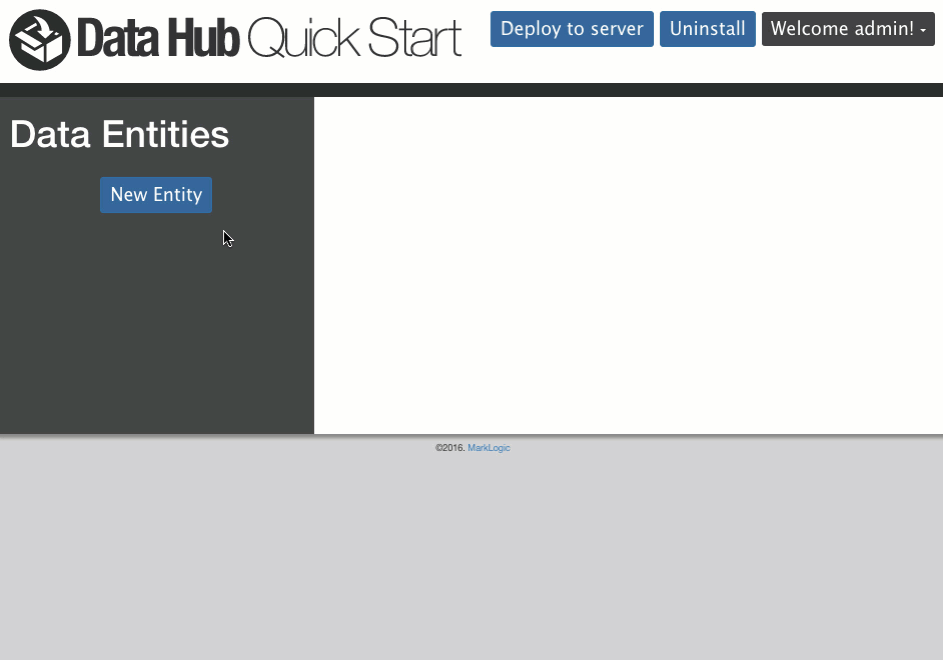 Data Hub Quick Start
Deploy to server
Uninstall
Welcome admin!
Data Entities
New Entity
©2016. MarkLogic